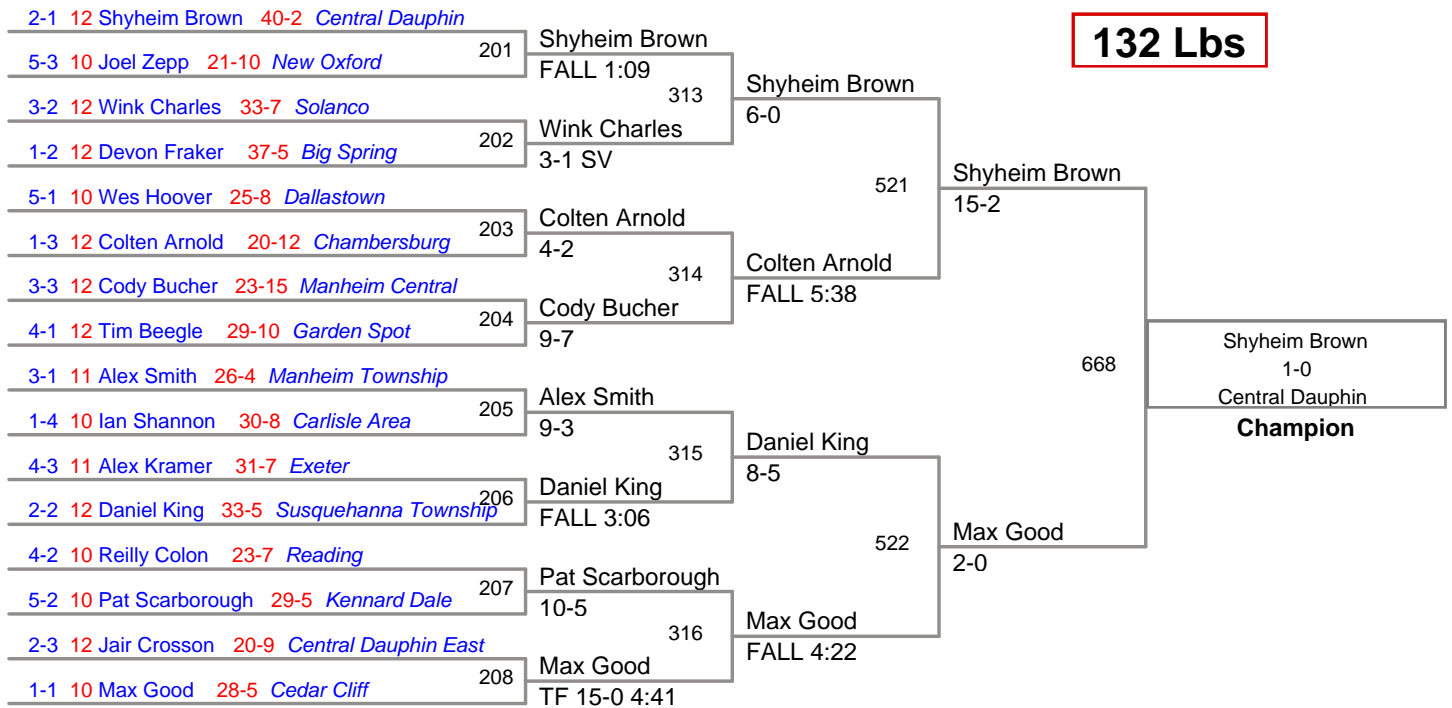 132 Lbs
2-1 12 Shyheim Brown 40-2 Central Dauphin
5-3 10 Joel Zepp 21-10 New Oxford
3-2 12 Wink Charles 33-7 Solanco
1-2 12 Devon Fraker 37-5 Big Spring
5-1 10 Wes Hoover 25-8 Dallastown
1-3 12 Colten Arnold 20-12 Chambersburg
3-3 12 Cody Bucher 23-15 Manheim Central
4-1 12 Tim Beegle 29-10 Garden Spot
3-1 11 Alex Smith 26-4 Manheim Township
1-4 10 Ian Shannon 30-8 Carlisle Area
4-3 11 Alex Kramer 31-7 Exeter
2-2 12 Daniel King 33-5 Susquehanna Township
4-2 10 Reilly Colon 23-7 Reading
5-2 10 Pat Scarborough 29-5 Kennard Dale
2-3 12 Jair Crosson 20-9 Central Dauphin East
1-1 10 Max Good 28-5 Cedar Cliff
201
202
203
204
205
206
207
208
Shyheim Brown
FALL 1:09
Wink Charles
3-1 SV
Colten Arnold
4-2
Cody Bucher
9-7
Alex Smith
9-3
Daniel King
FALL 3:06
Pat Scarborough
10-5
Max Good
TF 15-0 4:41
313
314
315
316
Shyheim Brown
6-0
Colten Arnold
FALL 5:38
Daniel King
8-5
Max Good
FALL 4:22
521
522
Shyheim Brown
15-2
Max Good
2-0
668
Shyheim Brown
1-0
Central Dauphin
Champion